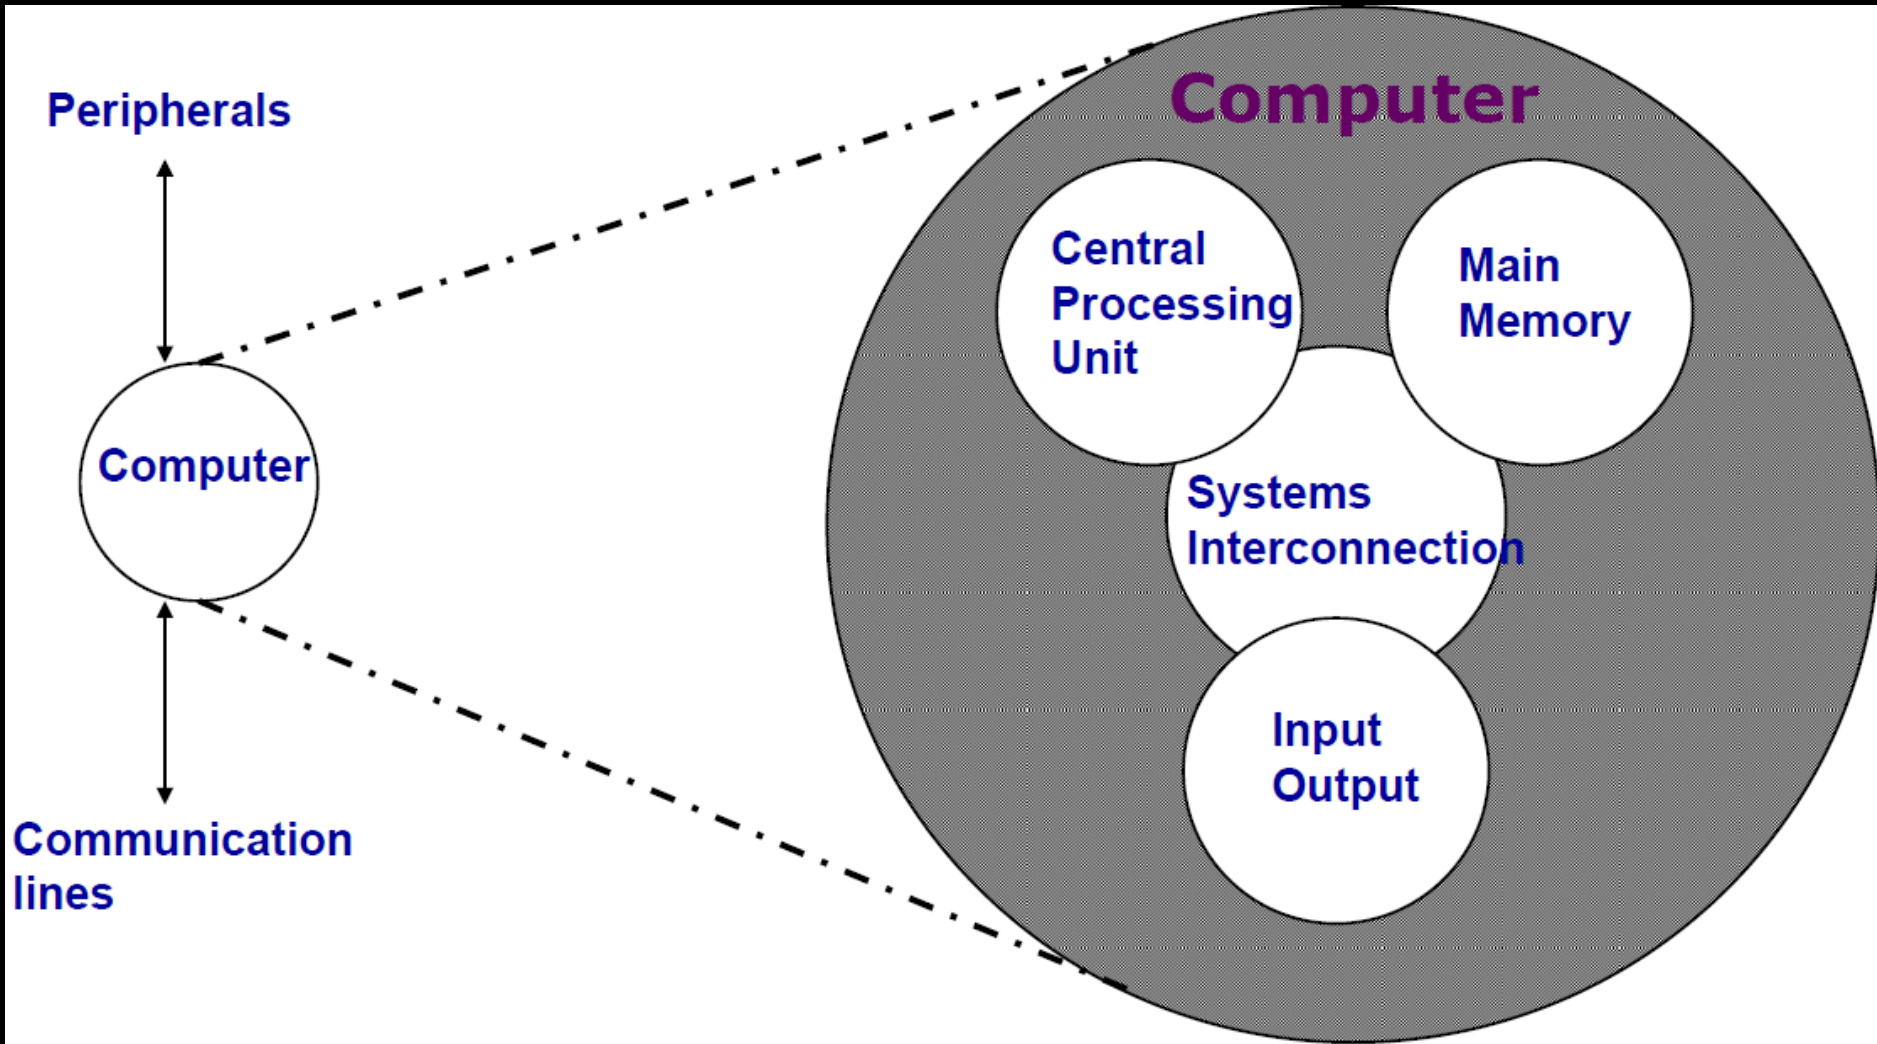 Peripherals
Computer
Communication
lines
Computer
Central
Processing
Unit
Main
Memory
Systems
Interconnection
Input
Output